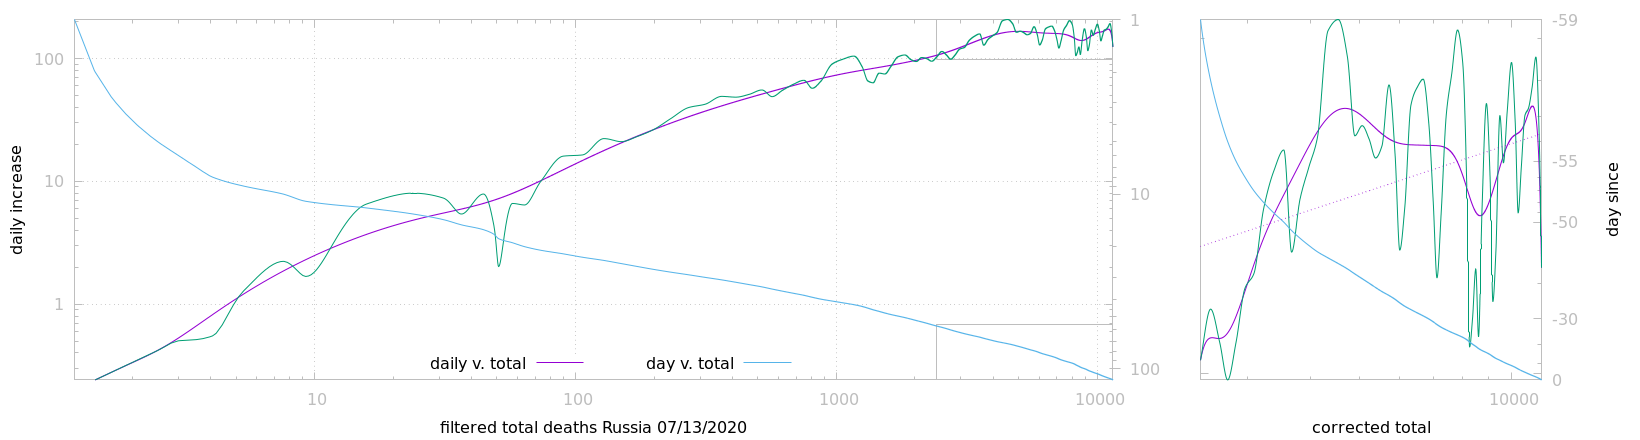 daily increase
100
10
1
10
100
1000
10000
1
10
100
daily v. total
day v. total
filtered total deaths Russia 07/13/2020
-59
-55
-50
-30
0
day since
10000
corrected total